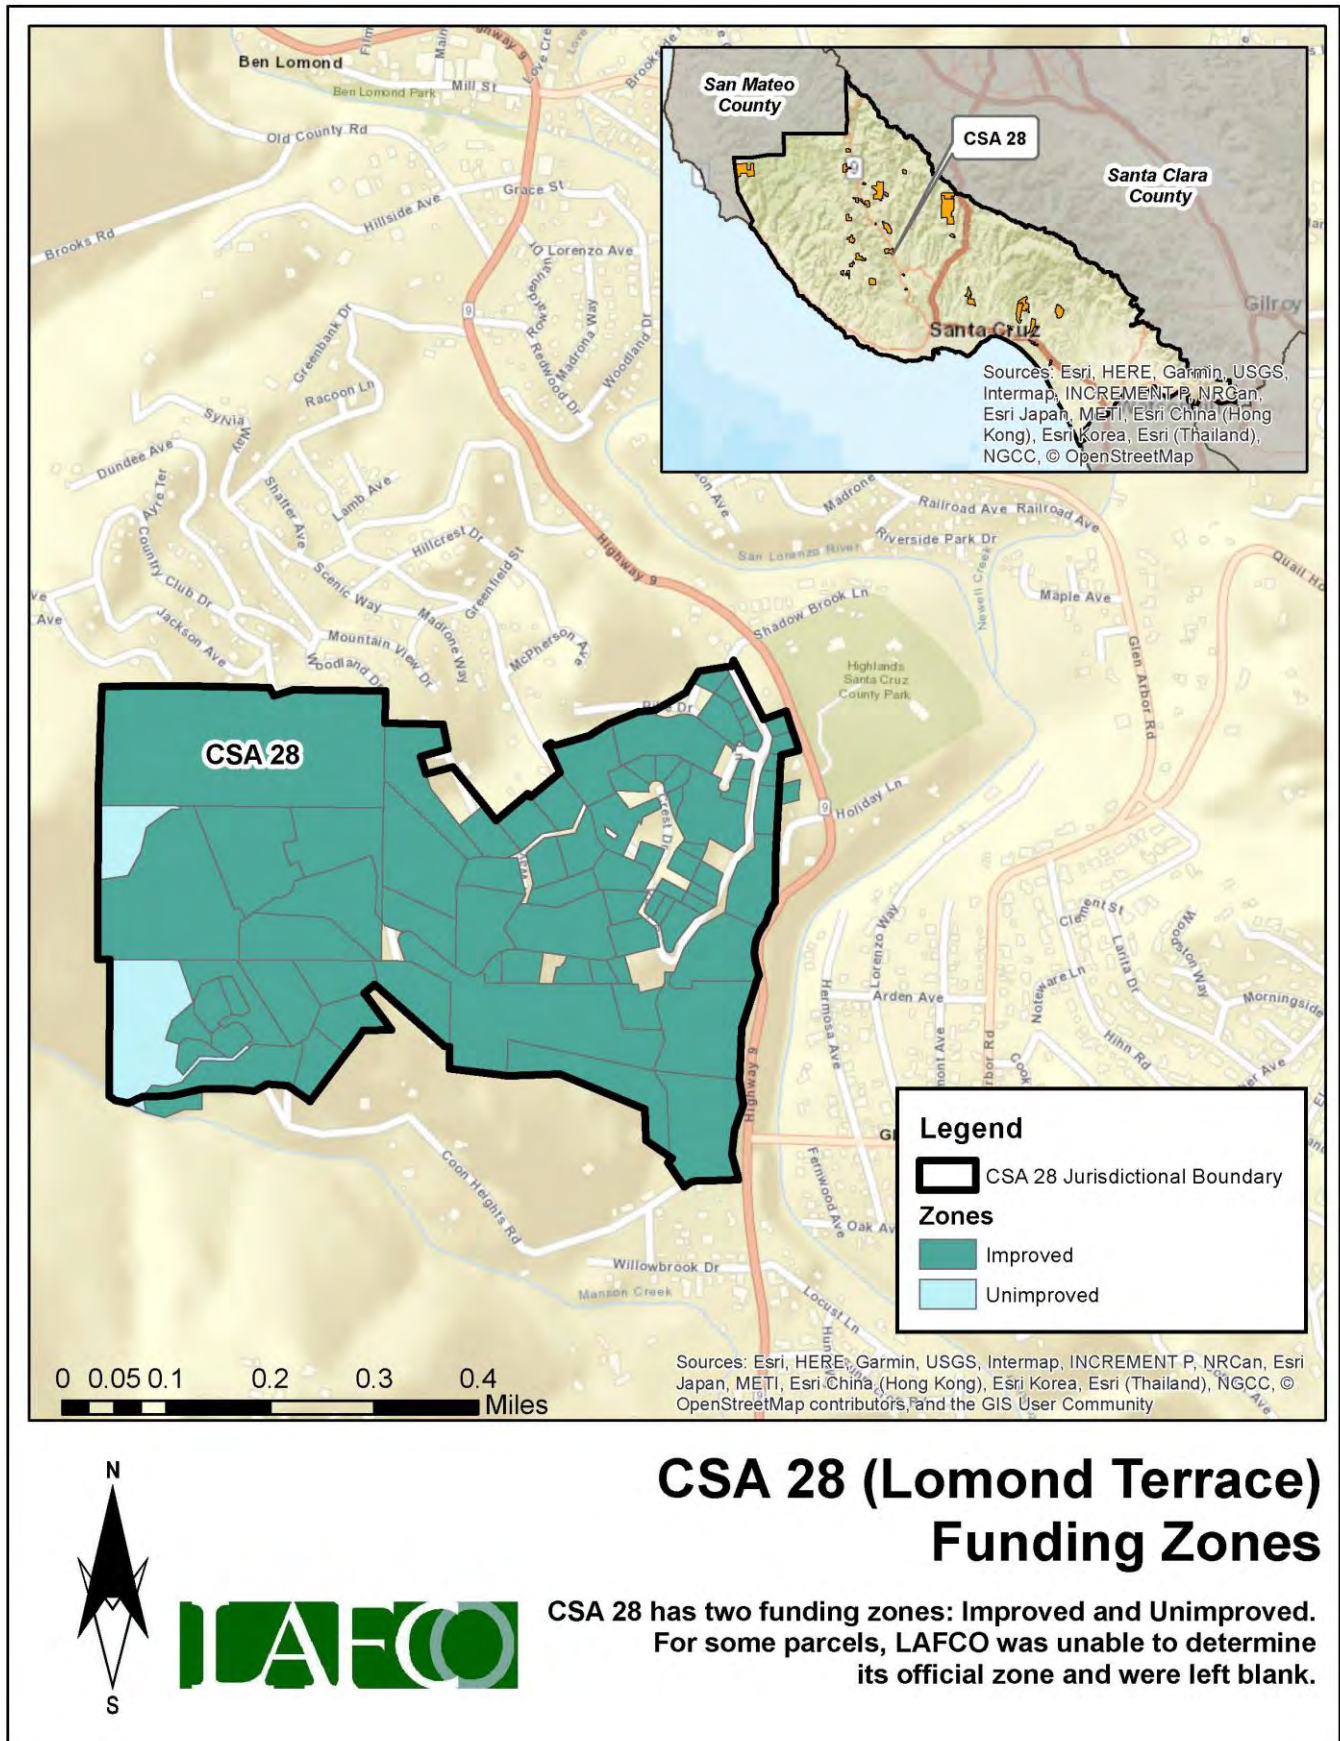 Ben Lomond
Ben Lomond Park
Mill St
Old County Rd
Highway 9
Grace St
Hillside Ave
Brooks Rd
Lorenzo Ave
Madrona Way
Redwood Dr
Woodland Dr
9
Greenbank Dr
Racoon Ln
Sylvia Way
Dundee Ave
Ayre Ter
Shaffer Ave
Lamb Ave
Country Club Dr
Hillcrest Dr
Greenfield St
Scenic Way
Madrone Way
Jackson Ave
Mountain View Dr
Woodland Dr
McPherson Ave
Highway 9
San Lorenzo River
Madrone
Railroad Ave
Railroad Ave
Riverside Park Dr
Newell Creek
Maple Ave
Glen Arbor Rd
Shadow Brook Ln
Highlands
Santa Cruz
County Park
Holiday Ln
9
CSA 28
Crest Dr
San Mateo
County
CSA 28
9
Santa Clara
County
Gilroy
Santa Cruz
Sources: Esri, HERE, Garmin, USGS,
Intermap, INCREMENT P, NRCan,
Esri Japan, METI, Esri China (Hong
Kong), Esri Korea, Esri (Thailand),
NGCC, © OpenStreetMap
Lorenzo Way
Hermosa Ave
Arden Ave
Clement St
Larita Dr
Noteware Ln
Morningside
Hihn Rd
Highway 9
Fernwood Ave
Oak Av
Coon Heights Rd
Willowbrook Dr
Manson Creek
Locust Ln
Legend
CSA 28 Jurisdictional Boundary
Zones
Improved
Unimproved
0 0.05 0.1 0.2 0.3 0.4
Miles
Sources: Esri, HERE, Garmin, USGS, Intermap, INCREMENT P, NRCan, Esri
Japan, METI, Esri China (Hong Kong), Esri Korea, Esri (Thailand), NGCC, ©
OpenStreetMap contributors, and the GIS User Community
N
S
CSA 28 (Lomond Terrace)
Funding Zones
LAFCO
CSA 28 has two funding zones: Improved and Unimproved.
For some parcels, LAFCO was unable to determine
its official zone and were left blank.